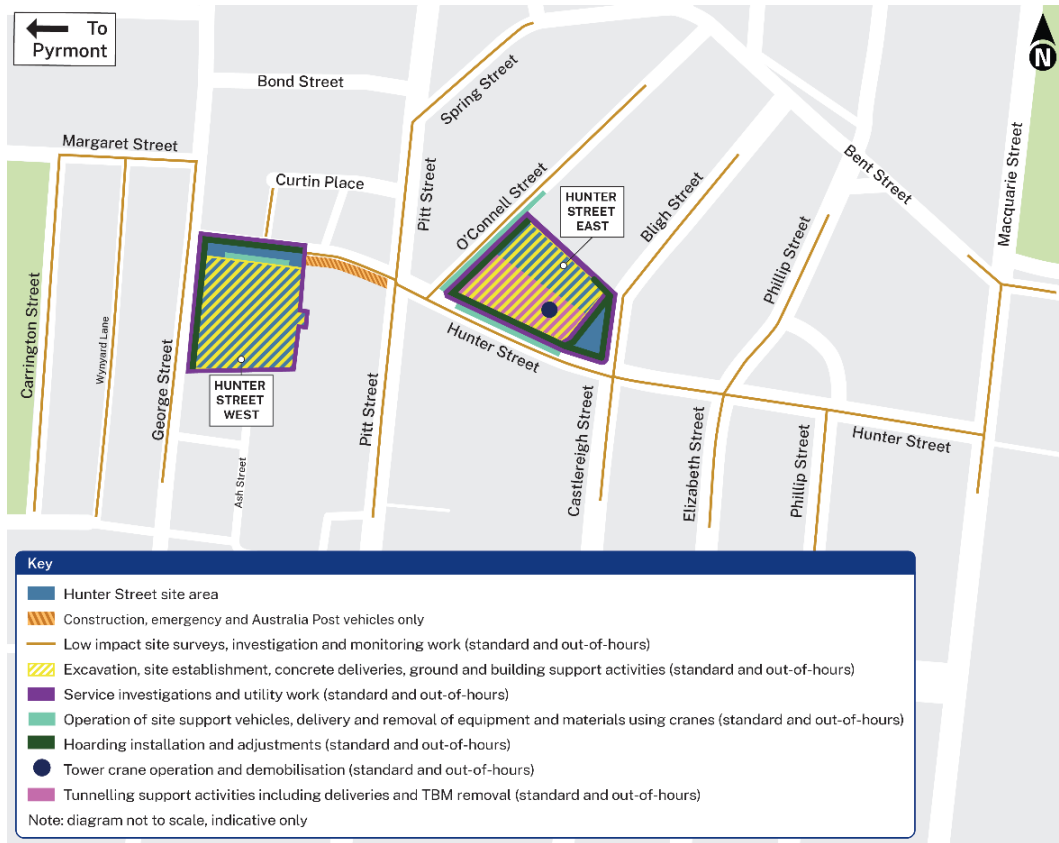 To
Pyrmont
N
Bond Street
Spring Street
Margaret Street
Curtin Place
Pitt Street
O'Connell Street
HUNTER
STREET
EAST
Bligh Street
Bent Street
Macquarie Street
Phillip Street
Carrington Street
Wynyard Lane
George Street
HUNTER
STREET
WEST
Ash Street
Pitt Street
Hunter Street
Castlereigh Street
Elizabeth Street
Phillip Street
Hunter Street
Key
Hunter Street site area
Construction, emergency and Australia Post vehicles only
Low impact site surveys, investigation and monitoring work (standard and out-of-hours)
Excavation, site establishment, concrete deliveries, ground and building support activities (standard and out-of-hours)
Service investigations and utility work (standard and out-of-hours)
Operation of site support vehicles, delivery and removal of equipment and materials using cranes (standard and out-of-hours)
Hoarding installation and adjustments (standard and out-of-hours)
Tower crane operation and demobilisation (standard and out-of-hours)
Tunnelling support activities including deliveries and TBM removal (standard and out-of-hours)
Note: diagram not to scale, indicative only